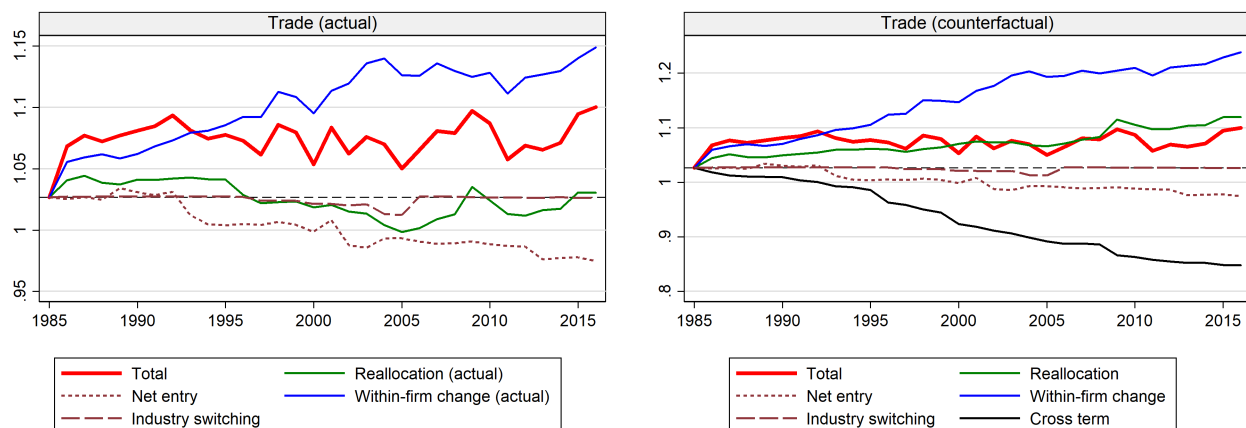 Trade (actual)
1.15
1.1
1.05
1
.95
1985 1990 1995 2000 2005 2010 2015
Total
Reallocation (actual)
Net entry
Within-firm change (actual)
Industry switching
Trade (counterfactual)
1.2
1.1
1
.9
.8
1985 1990 1995 2000 2005 2010 2015
Total
Reallocation
Net entry
Within-firm change
Industry switching
Cross term